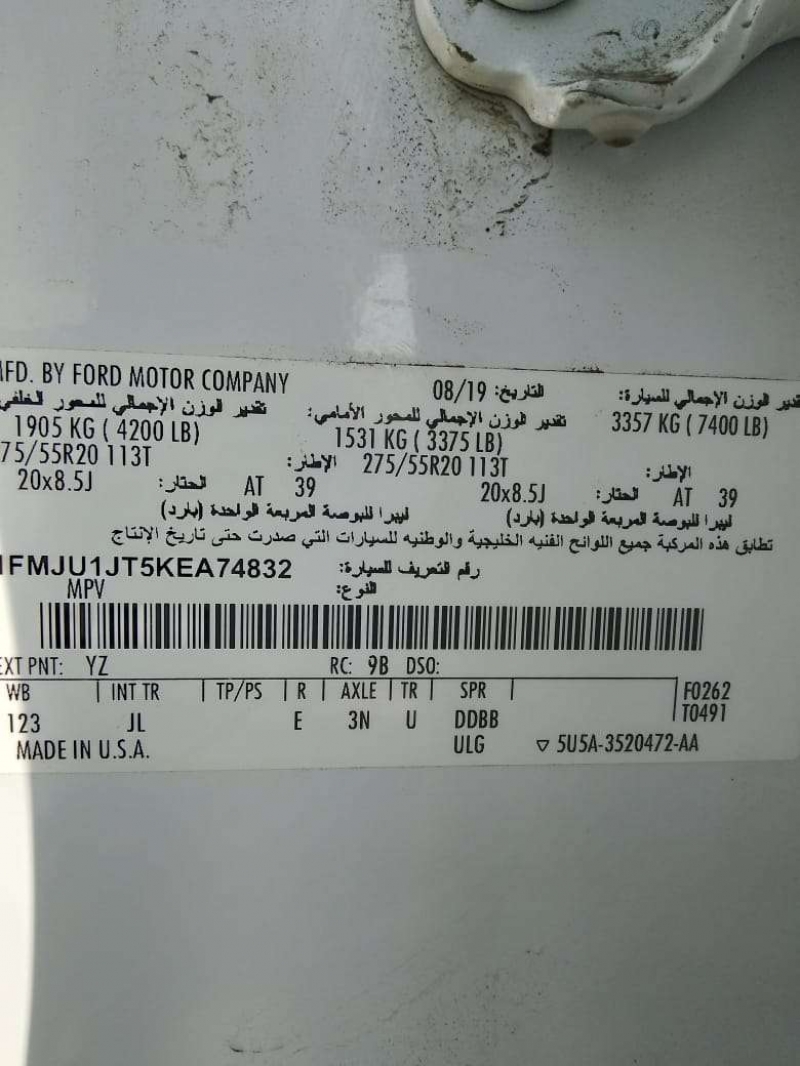 MFD. BY FORD MOTOR COMPANY 08/19 التاريخ: تقدير الوزن الإجمالي للسيارة:
تقدير الوزن الإجمالي للمحور الخلفي تقدير الوزن الإجمالي للمحور الأمامي: 3357 KG ( 7400 LB)
1905 KG ( 4200 LB) 1531 KG ( 3375 LB)
75/55R20 113T الإطار: 275/55R20 113T الإطار:
20x8.5J الحتار: AT 39 20x8.5J الحتار: AT 39
ليبرا للبوصة المربعة الواحدة (بارد) ليبرا للبوصة المربعة الواحدة (بارد)
تطابق هذه المركبة جميع اللوائح الفنيه الخليجية والوطنيه للسيارات التي صدرت حتى تاريخ الإنتاج
1FMJU1JT5KEA74832 رقم التعريف للسيارة:
MPV النوع:
EXT PNT: YZ RC: 9B DSO:
WB INT TR TP/PS R AXLE TR SPR F0262
123 JL E 3N U DDBB T0491
MADE IN U.S.A. ULG ▽ 5U5A-3520472-AA